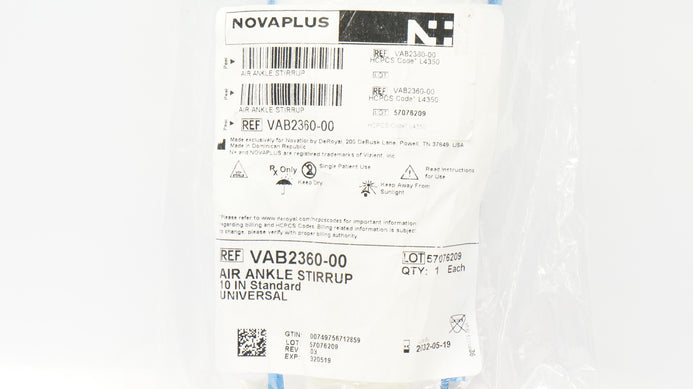 NOVAPLUS
N+
REF VAB2360-00
HCPCS Code* L4350
AIR ANKLE STIRRUP
LOT
REF VAB2360-00
HCPCS Code* L4350
AIR ANKLE STIRRUP
LOT 57076209
REF VAB2360-00
HCPCS Code* L4350
Made exclusively for Novation by DeRoyal, 200 DeBusk Lane, Powell, TN 37849, USA
Made in Dominican Republic
N+ and NOVAPLUS are registered trademarks of Vizient, Inc.
Rx Only
Single Patient Use
Read Instructions
for Use
Keep Dry
Keep Away From
Sunlight
*Please refer to www.deroyal.com/hcpcscodes for important information
regarding billing and HCPCS Codes. Billing related information is subject
to change, please verify with proper billing authority.
REF VAB2360-00
LOT 57076209
AIR ANKLE STIRRUP
QTY: 1 Each
10 IN Standard
UNIVERSAL
GTIN: 00749756712859
LOT 57076209
REV 03
EXP: 320519
2032-05-19